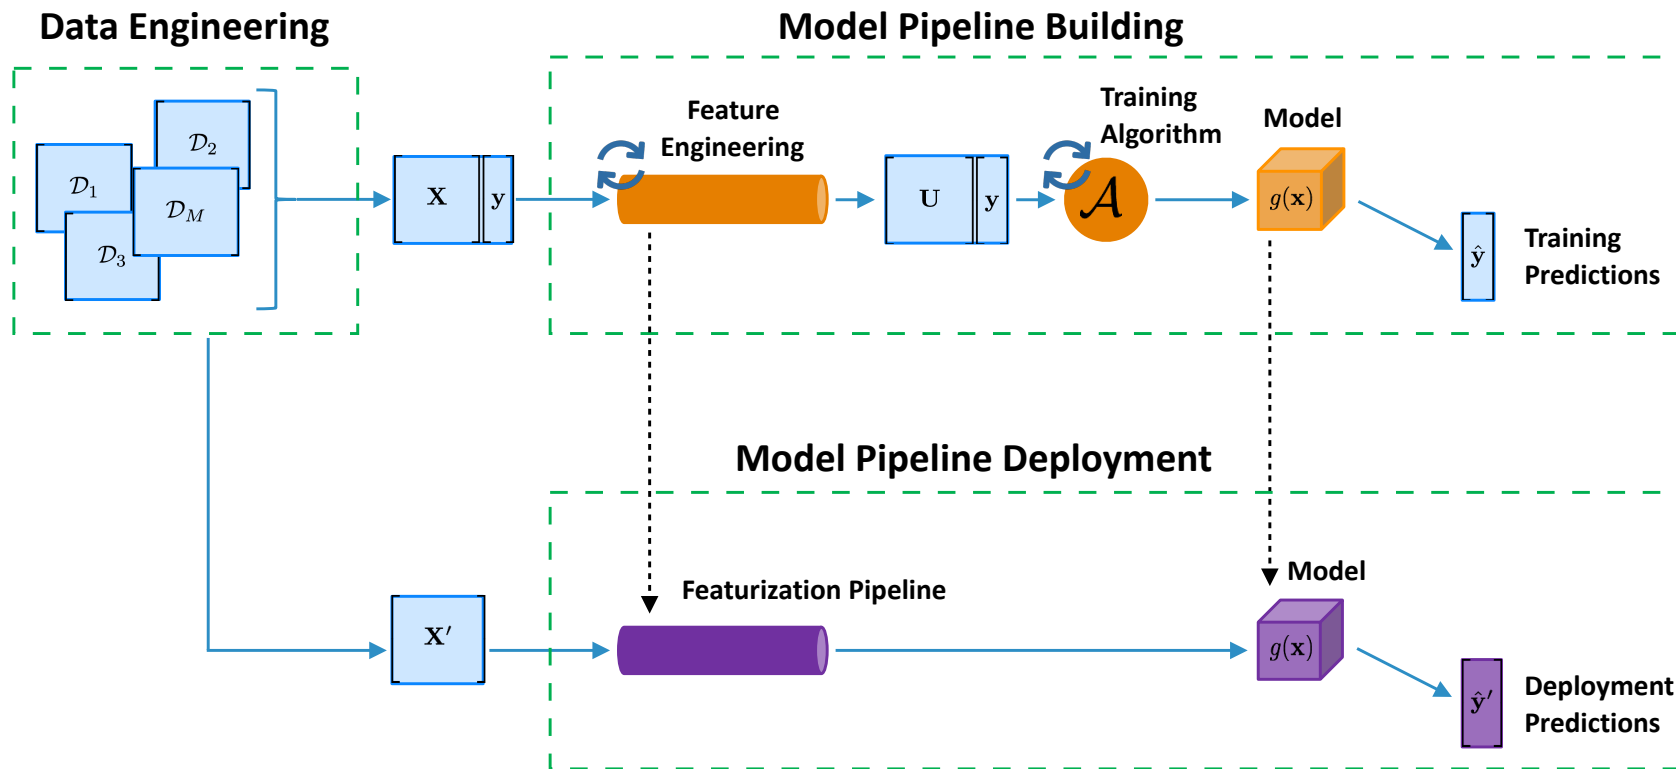 Data Engineering
Model Pipeline Building
𝒟₁
𝒟₂
𝒟₃
𝒟_M
X
y
Feature
Engineering
U
y
Training
Algorithm
𝒜
Model
g(x)
ŷ
Training
Predictions
Model Pipeline Deployment
X′
Featurization Pipeline
Model
g(x)
ŷ′
Deployment
Predictions